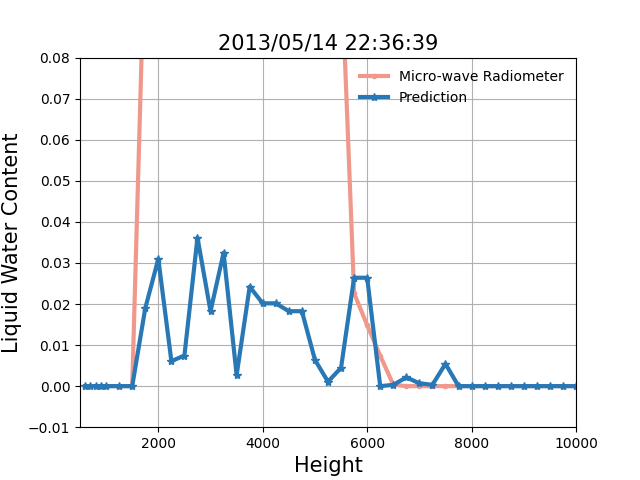 2013/05/14 22:36:39
Micro-wave Radiometer
Prediction
Liquid Water Content
0.08
0.07
0.06
0.05
0.04
0.03
0.02
0.01
0.00
−0.01
2000 4000 6000 8000 10000
Height